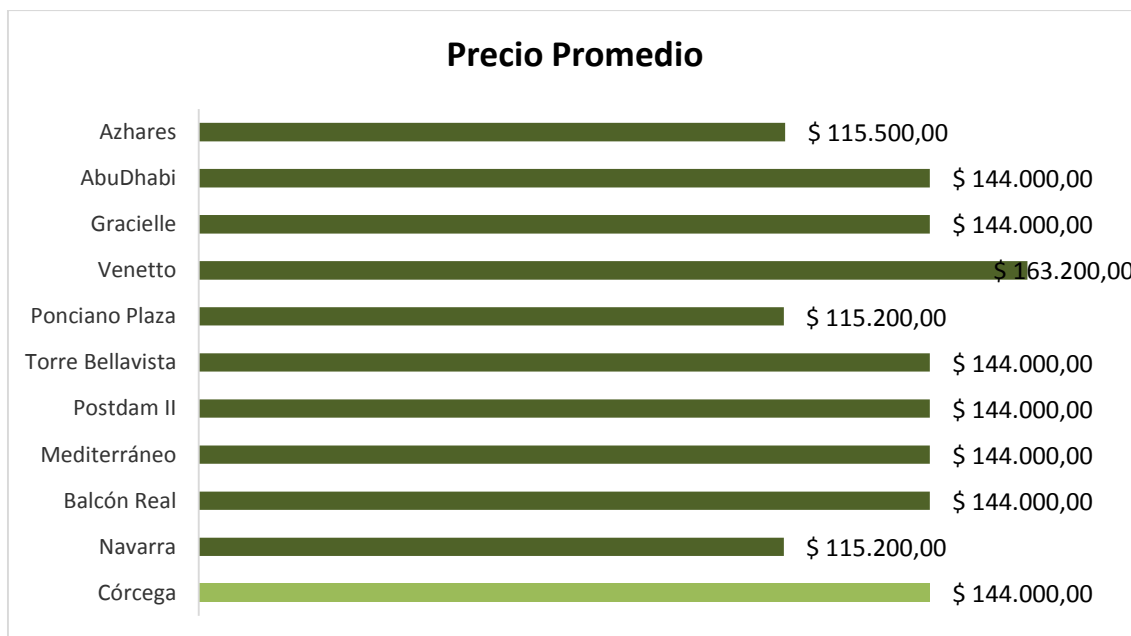 Precio Promedio
Azhares $ 115.500,00
AbuDhabi $ 144.000,00
Gracielle $ 144.000,00
Venetto $ 163.200,00
Ponciano Plaza $ 115.200,00
Torre Bellavista $ 144.000,00
Postdam II $ 144.000,00
Mediterráneo $ 144.000,00
Balcón Real $ 144.000,00
Navarra $ 115.200,00
Córcega $ 144.000,00